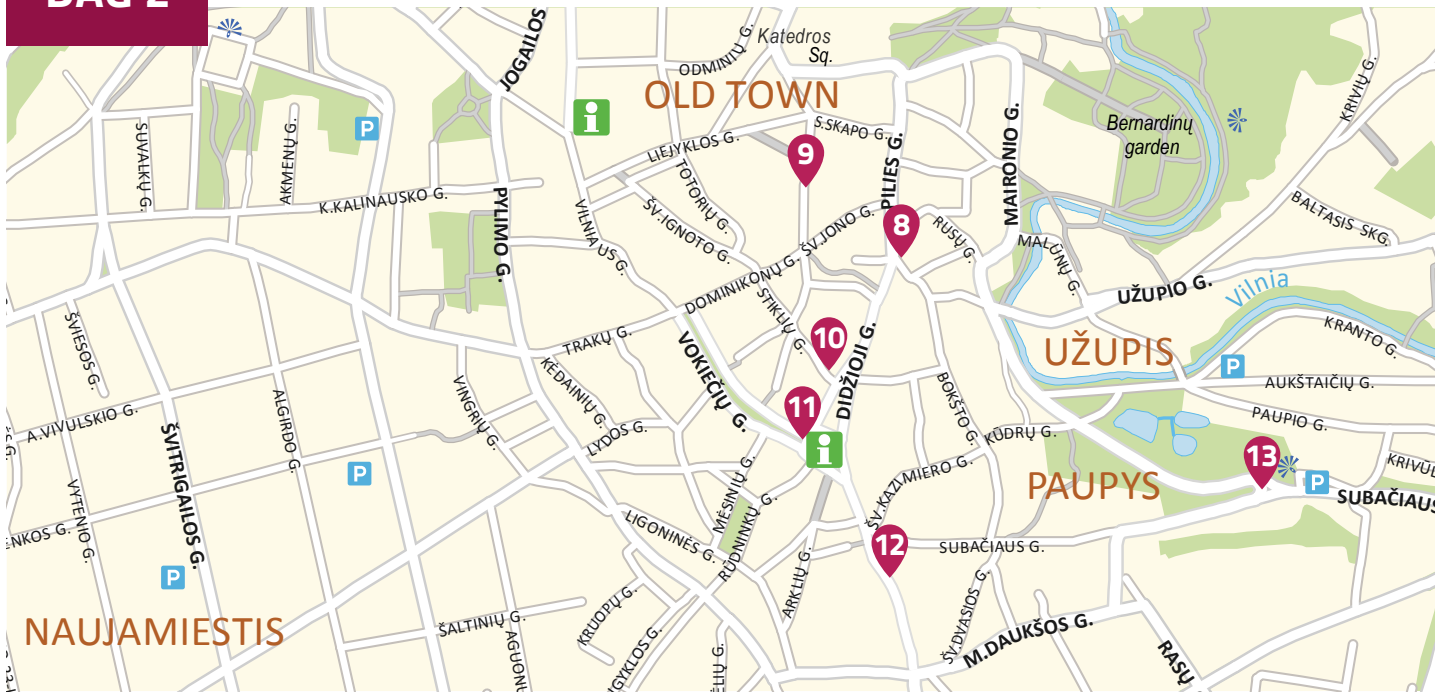 JOGAILOS
ODMINIŲ G.
Katedros
Sq.
OLD TOWN
KRIVIŲ G.
SUVALKŲ G.
AKMENŲ G.
P
i
LIEJYKLOS G.
S.SKAPO G.
PILIES G.
MAIRONIO G.
Bernardinų
garden
9
TOTORIŲ G.
K.KALINAUSKO G.
PYLIMO G.
VILNIAUS G.
ŠV.IGNOTO G.
ŠV.JONO G.
8
RUSŲ G.
BALTASIS SKG.
MALŪNŲ G.
DOMINIKONŲ G.
STIKLIŲ G.
UŽUPIO G.
Vilnia
ŠVIESOS G.
TRAKŲ G.
VOKIEČIŲ G.
10
DIDŽIOJI G.
UŽUPIS
KRANTO G.
P
KĖDAINIŲ G.
VINGRIŲ G.
BOKŠTO G.
AUKŠTAIČIŲ G.
PAUPIO G.
A.VIVULSKIO G.
ALGIRDO G.
LYDOS G.
11
i
KŪDRŲ G.
ŠVITRIGAILOS G.
P
MĖSINIŲ G.
ŠV.KAZIMIERO G.
PAUPYS
13
P
SUBAČIAUS
VYTENIO G.
LIGONINĖS G.
RŪDNINKŲ G.
12
SUBAČIAUS G.
P
ARKLIŲ G.
ŠV.DVASIOS G.
NAUJAMIESTIS
ŠALTINIŲ G.
KRUOPŲ G.
M.DAUKŠOS G.
RASŲ